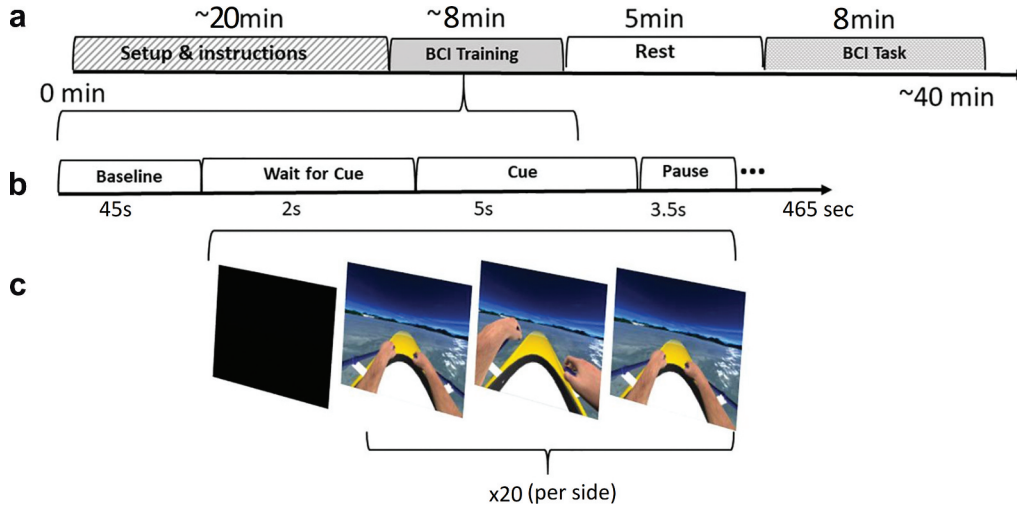 a
~20min ~8min 5min 8min
Setup & instructions BCI Training Rest BCI Task
0 min ~40 min
b
Baseline Wait for Cue Cue Pause •••
45s 2s 5s 3.5s 465 sec
c
x20 (per side)